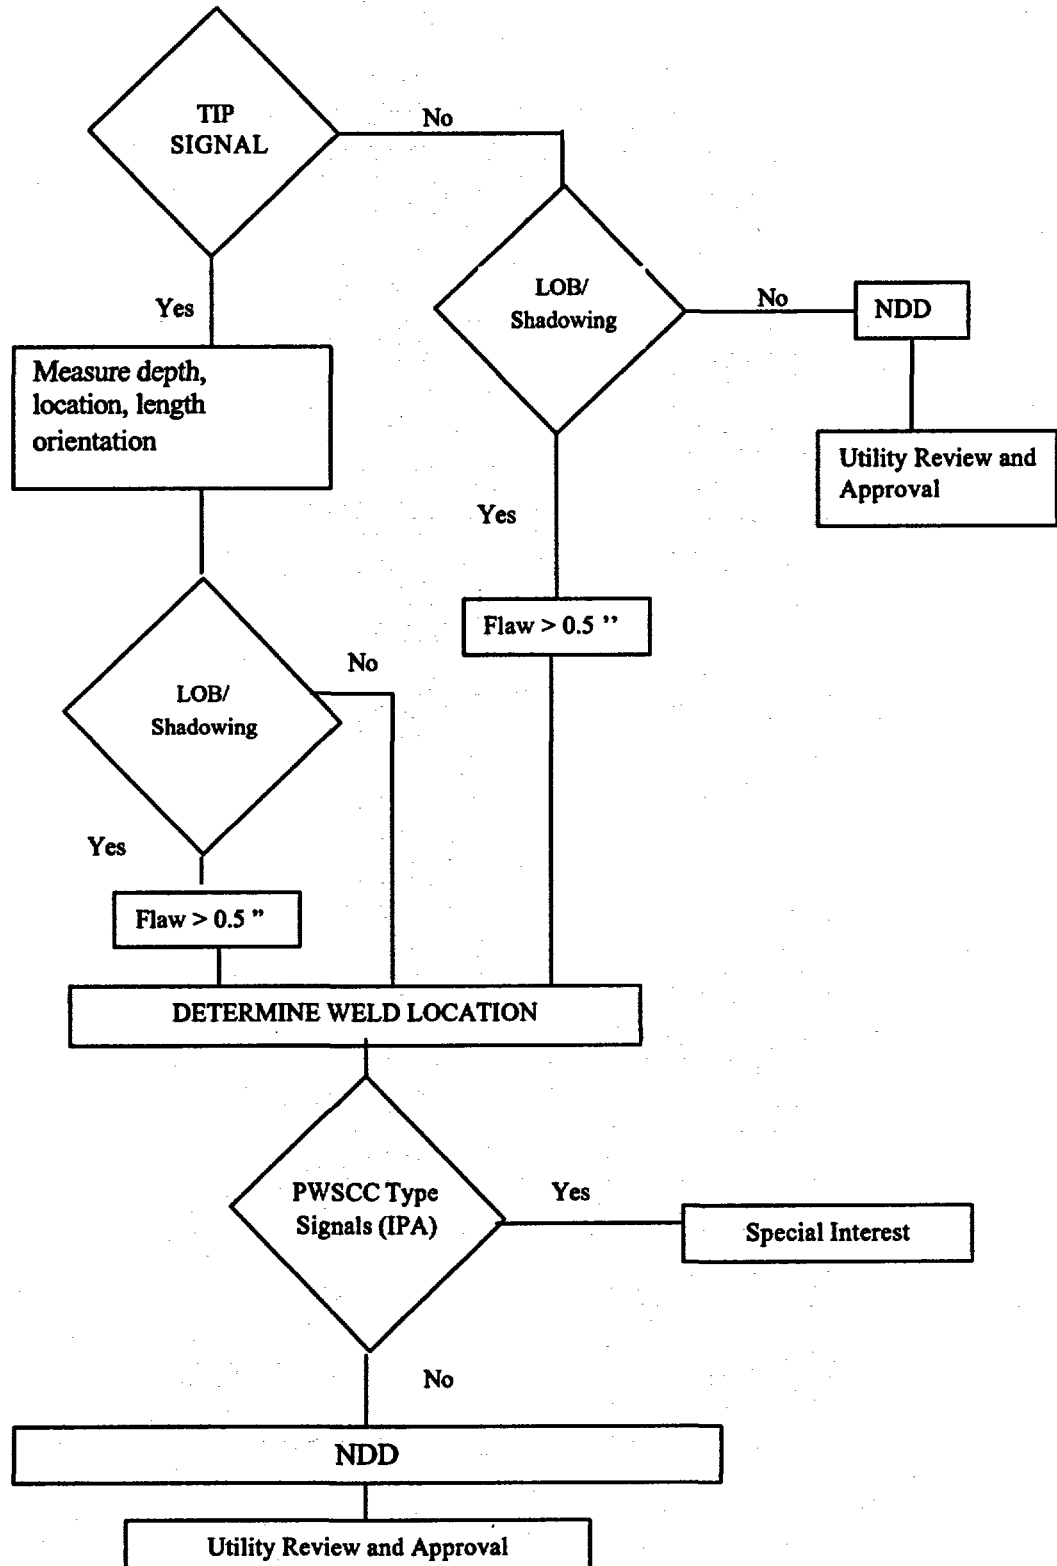 TIP
SIGNAL
No
LOB/
Shadowing
No
NDD
Yes
Measure depth,
location, length
orientation
Utility Review and
Approval
Yes
Flaw > 0.5 ”
No
LOB/
Shadowing
Yes
Flaw > 0.5 ”
DETERMINE WELD LOCATION
PWSCC Type
Signals (IPA)
Yes
Special Interest
No
NDD
Utility Review and Approval